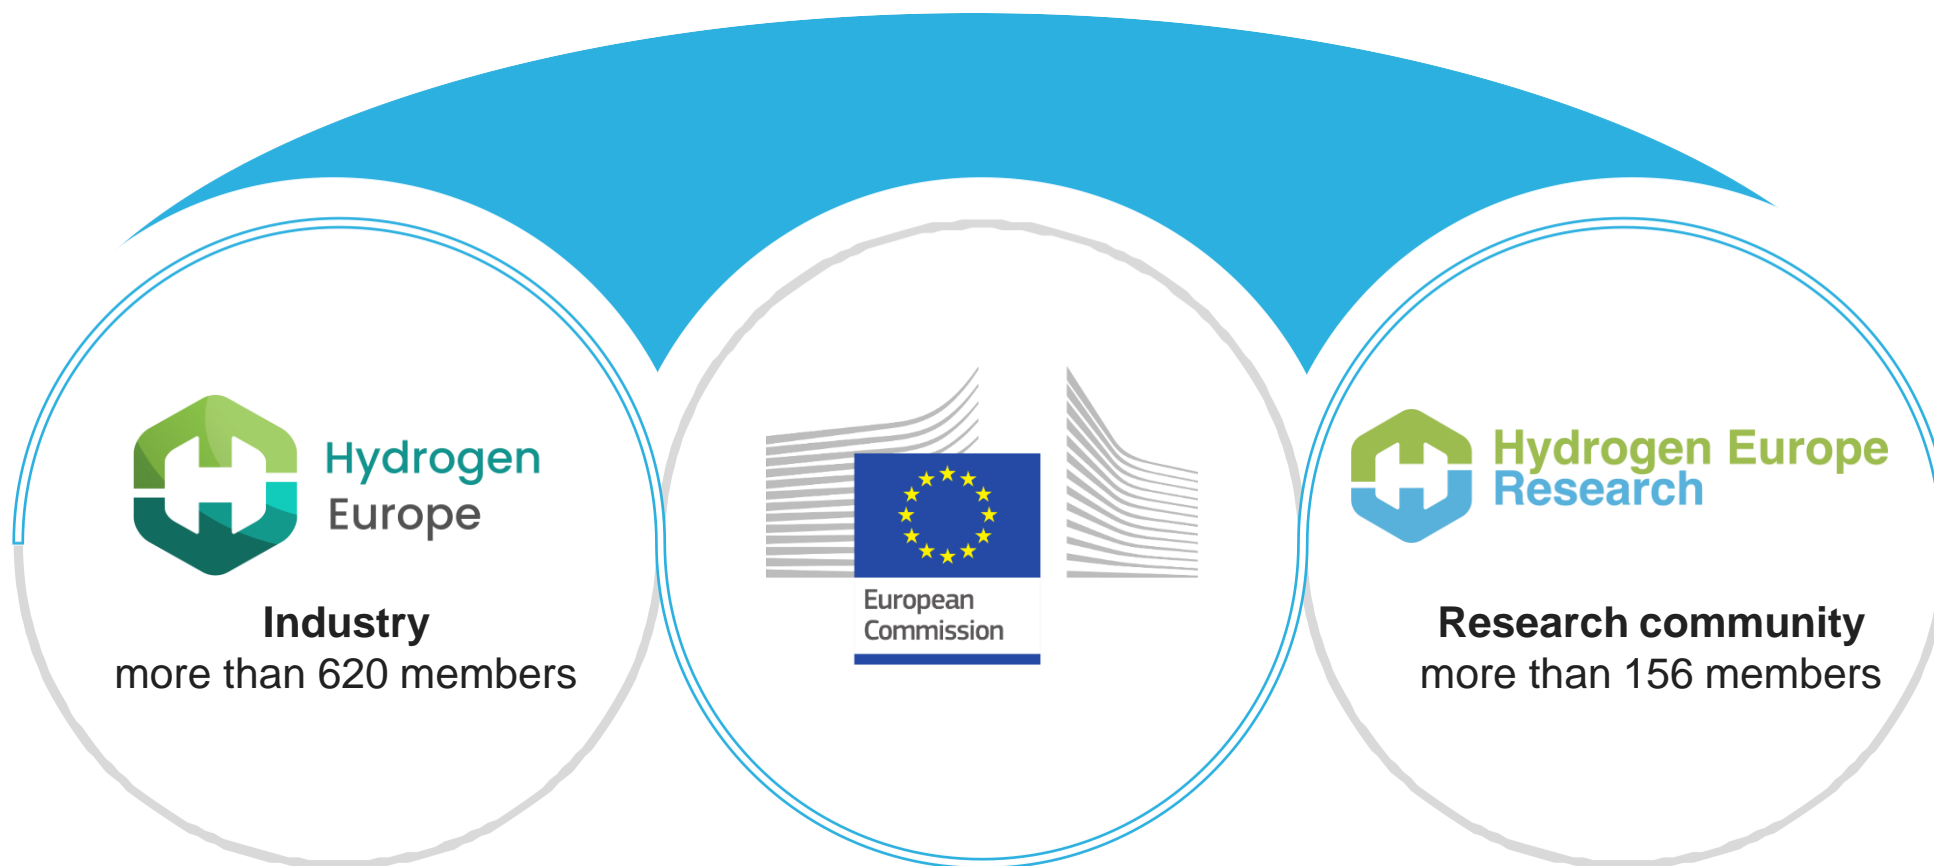 Hydrogen
Europe
Industry
more than 620 members
European
Commission
Hydrogen Europe
Research
Research community
more than 156 members